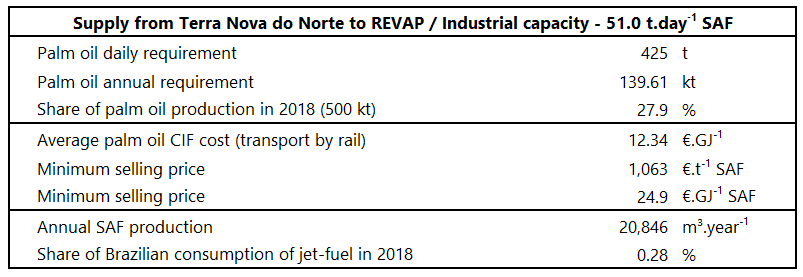 Supply from Terra Nova do Norte to REVAP / Industrial capacity - 51.0 t.day⁻¹ SAF
Palm oil daily requirement 425 t
Palm oil annual requirement 139.61 kt
Share of palm oil production in 2018 (500 kt) 27.9 %
Average palm oil CIF cost (transport by rail) 12.34 €.GJ⁻¹
Minimum selling price 1,063 €.t⁻¹ SAF
Minimum selling price 24.9 €.GJ⁻¹ SAF
Annual SAF production 20,846 m³.year⁻¹
Share of Brazilian consumption of jet-fuel in 2018 0.28 %